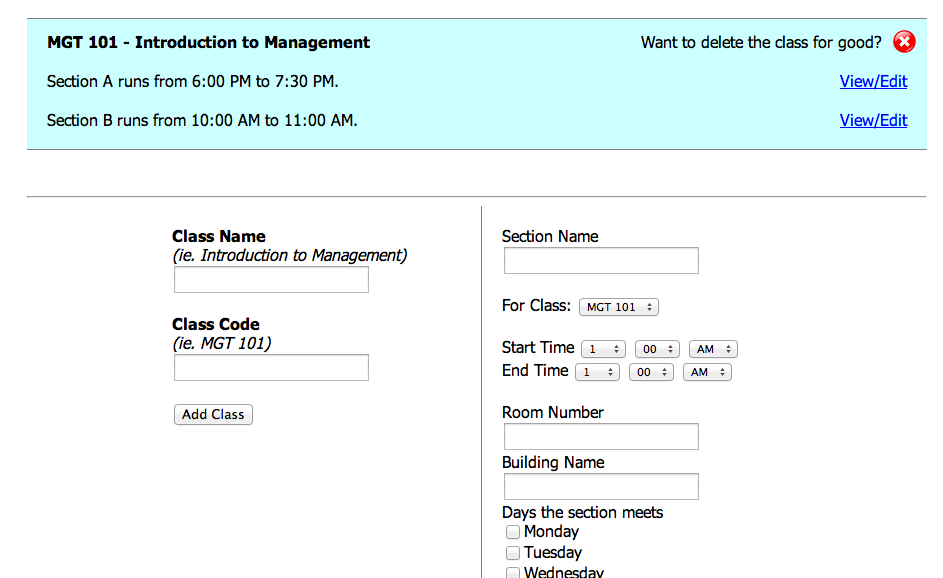 MGT 101 - Introduction to Management
Want to delete the class for good?
Section A runs from 6:00 PM to 7:30 PM.
View/Edit
Section B runs from 10:00 AM to 11:00 AM.
View/Edit
Class Name
(ie. Introduction to Management)
Class Code
(ie. MGT 101)
Add Class
Section Name
For Class: MGT 101
Start Time 1 00 AM
End Time 1 00 AM
Room Number
Building Name
Days the section meets
Monday
Tuesday
Wednesday